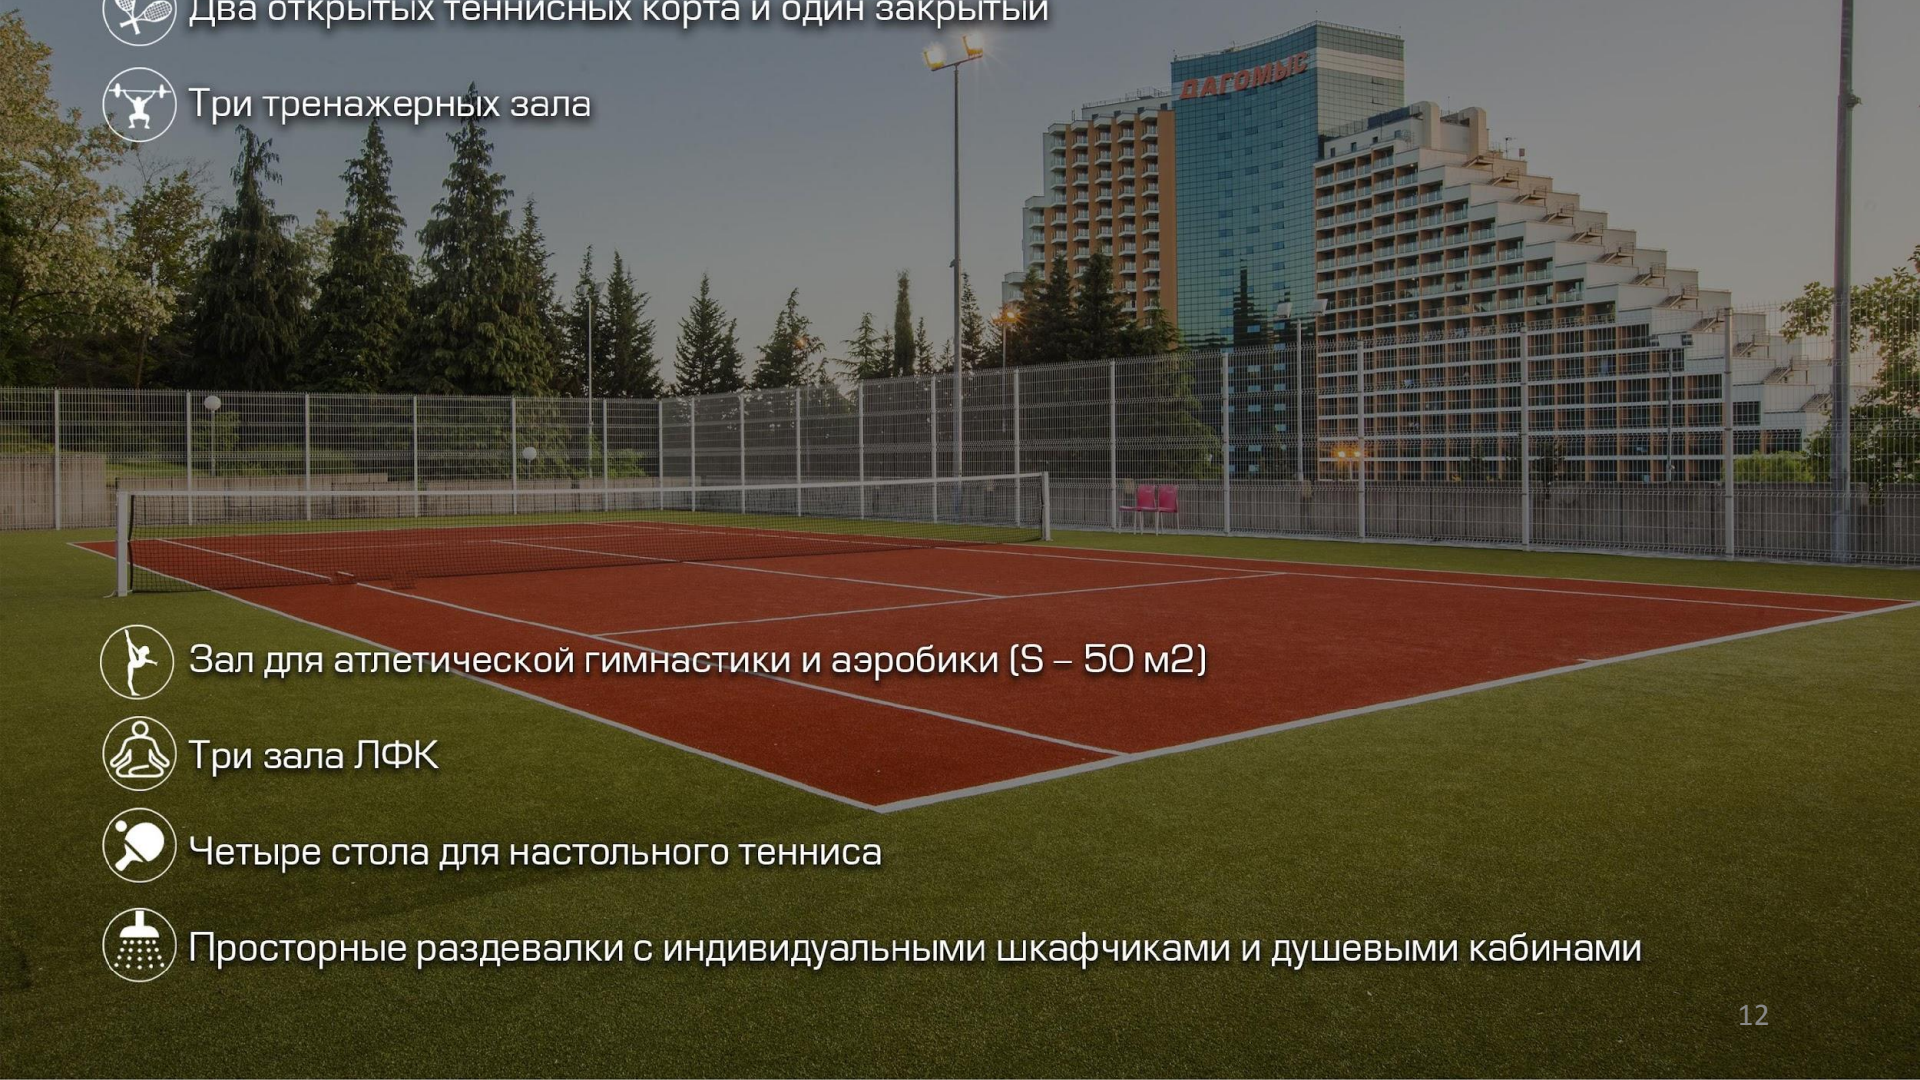 Два открытых теннисных корта и один закрытый
Три тренажерных зала
ДАГОМЫС
Зал для атлетической гимнастики и аэробики (S – 50 м2)
Три зала ЛФК
Четыре стола для настольного тенниса
Просторные раздевалки с индивидуальными шкафчиками и душевыми кабинами
12